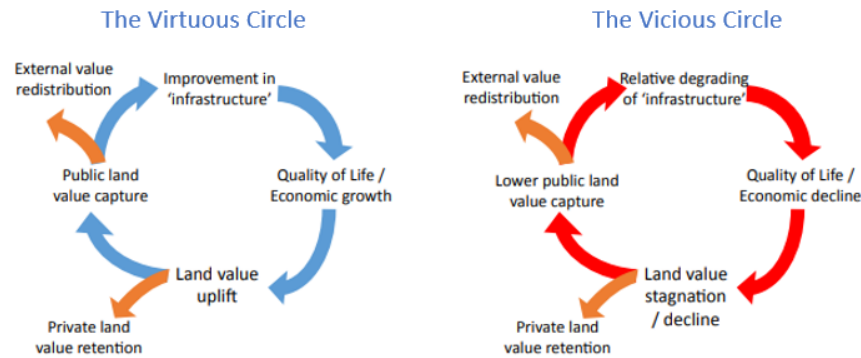 The Virtuous Circle
External value
redistribution
Improvement in
‘infrastructure’
Public land
value capture
Quality of Life /
Economic growth
Land value
uplift
Private land
value retention
The Vicious Circle
External value
redistribution
Relative degrading
of ‘infrastructure’
Lower public land
value capture
Quality of Life /
Economic decline
Land value
stagnation
/ decline
Private land
value retention